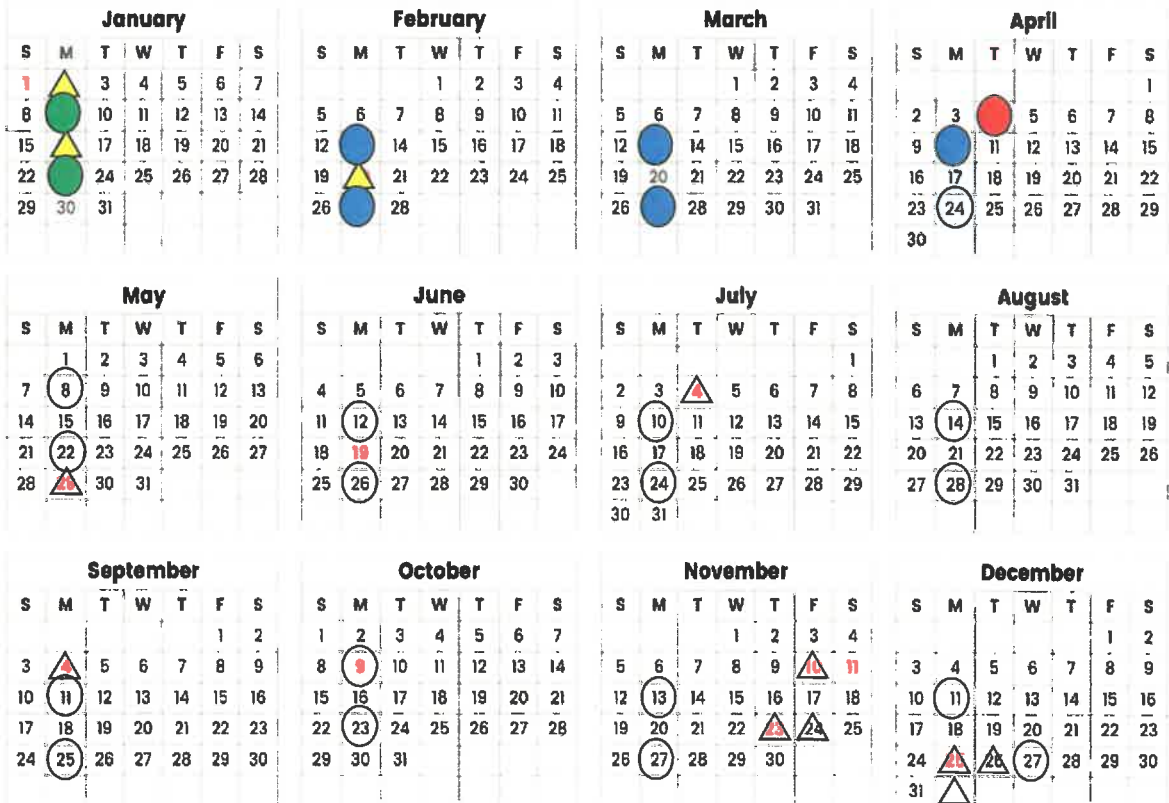 January
S M T W T F S
1 3 4 5 6 7
8 10 11 12 13 14
15 17 18 19 20 21
22 24 25 26 27 28
29 30 31
February
S M T W T F S
1 2 3 4
5 6 7 8 9 10 11
12 14 15 16 17 18
19 21 22 23 24 25
26 28
March
S M T W T F S
1 2 3 4
5 6 7 8 9 10 11
12 14 15 16 17 18
19 20 21 22 23 24 25
26 28 29 30 31
April
S M T W T F S
1
2 3 5 6 7 8
9 11 12 13 14 15
16 17 18 19 20 21 22
23 24 25 26 27 28 29
30
May
S M T W T F S
1 2 3 4 5 6
7 8 9 10 11 12 13
14 15 16 17 18 19 20
21 22 23 24 25 26 27
28 29 30 31
June
S M T W T F S
1 2 3
4 5 6 7 8 9 10
11 12 13 14 15 16 17
18 19 20 21 22 23 24
25 26 27 28 29 30
July
S M T W T F S
1
2 3 4 5 6 7 8
9 10 11 12 13 14 15
16 17 18 19 20 21 22
23 24 25 26 27 28 29
30 31
August
S M T W T F S
1 2 3 4 5
6 7 8 9 10 11 12
13 14 15 16 17 18 19
20 21 22 23 24 25 26
27 28 29 30 31
September
S M T W T F S
1 2
3 4 5 6 7 8 9
10 11 12 13 14 15 16
17 18 19 20 21 22 23
24 25 26 27 28 29 30
October
S M T W T F S
1 2 3 4 5 6 7
8 9 10 11 12 13 14
15 16 17 18 19 20 21
22 23 24 25 26 27 28
29 30 31
November
S M T W T F S
1 2 3 4
5 6 7 8 9 10 11
12 13 14 15 16 17 18
19 20 21 22 23 24 25
26 27 28 29 30
December
S M T W T F S
1 2
3 4 5 6 7 8 9
10 11 12 13 14 15 16
17 18 19 20 21 22 23
24 25 26 27 28 29 30
31